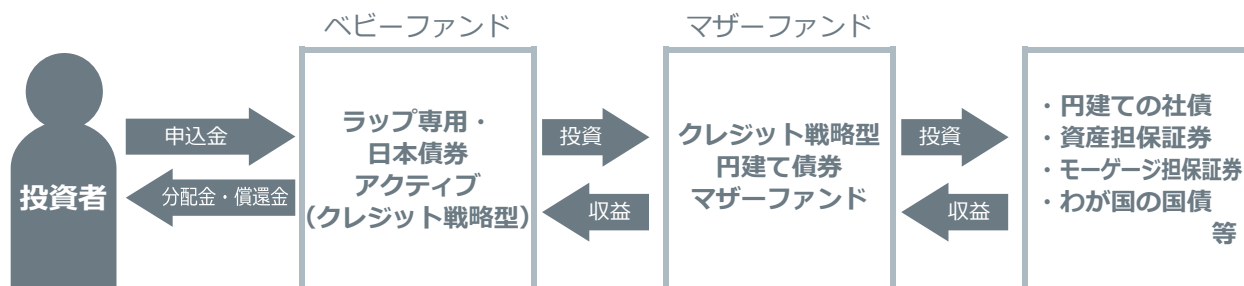 ベビーファンド
マザーファンド
投資者
申込金
分配金・償還金
ラップ専用・
日本債券
アクティブ
(クレジット戦略型)
投資
収益
クレジット戦略型
円建て債券
マザーファンド
投資
収益
・円建ての社債
・資産担保証券
・モーゲージ担保証券
・わが国の国債
等